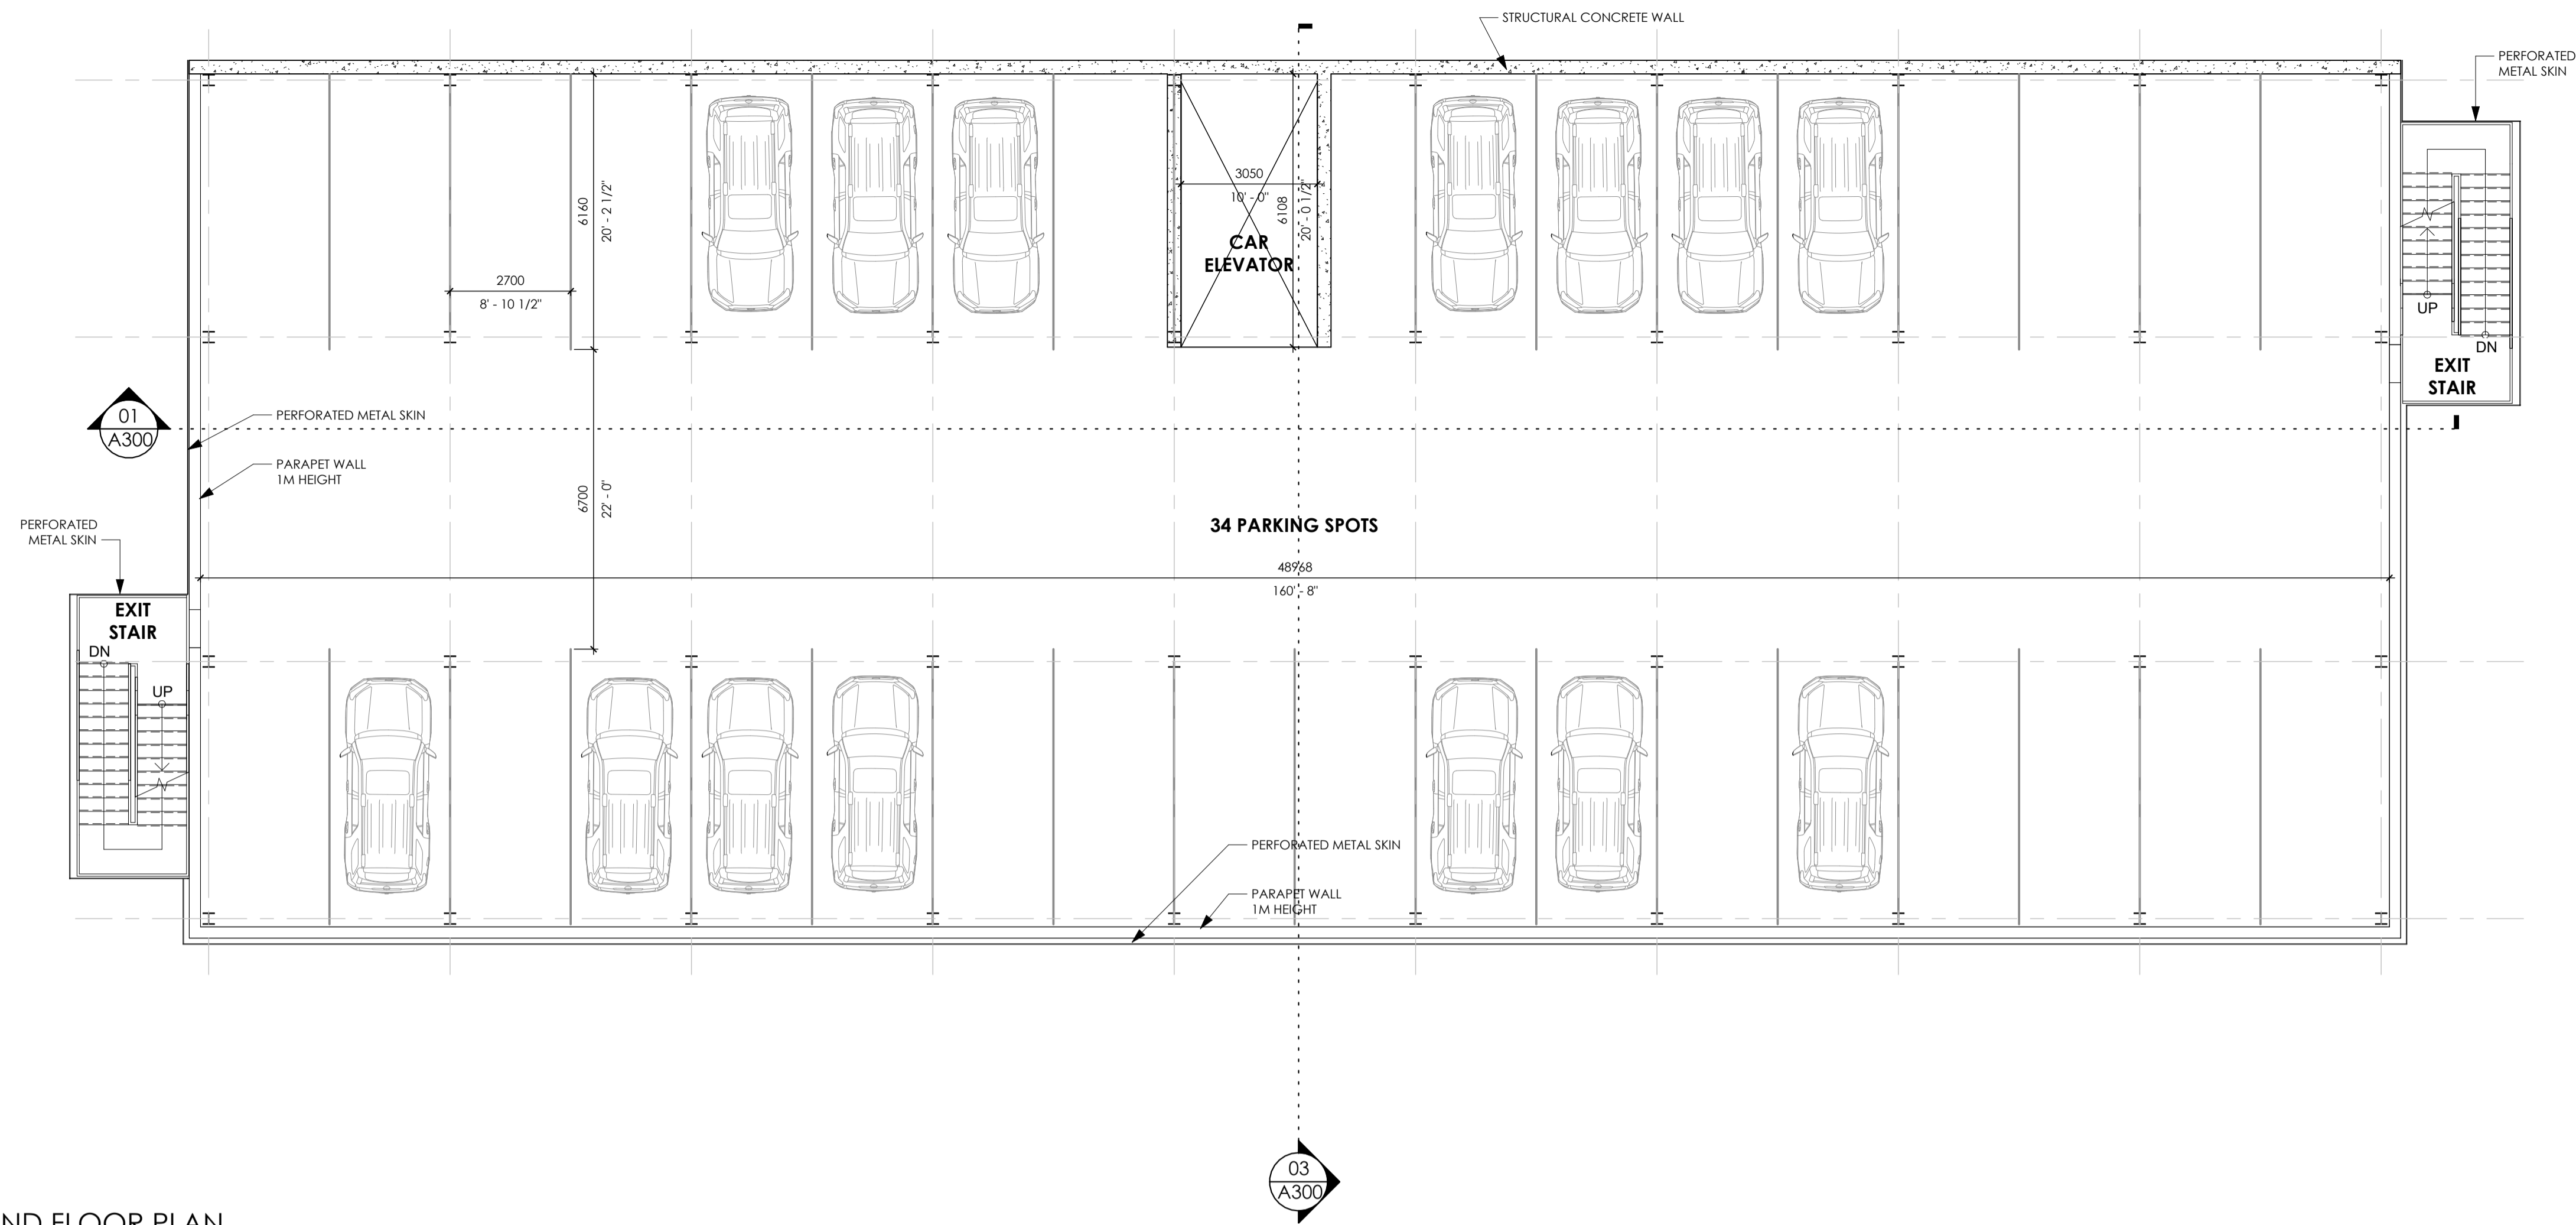 STRUCTURAL CONCRETE WALL
PERFORATED
METAL SKIN
3050
10' - 0"
6108
20' - 0 1/2"
CAR
ELEVATOR
6160
20' - 2 1/2"
2700
8' - 10 1/2"
UP
DN
EXIT
STAIR
01
A300
PERFORATED METAL SKIN
PARAPET WALL
1M HEIGHT
6700
22' - 0"
34 PARKING SPOTS
PERFORATED
METAL SKIN
48968
160' - 8"
EXIT
STAIR
DN
UP
PERFORATED METAL SKIN
PARAPET WALL
1M HEIGHT
03
A300
ND FLOOR PLAN